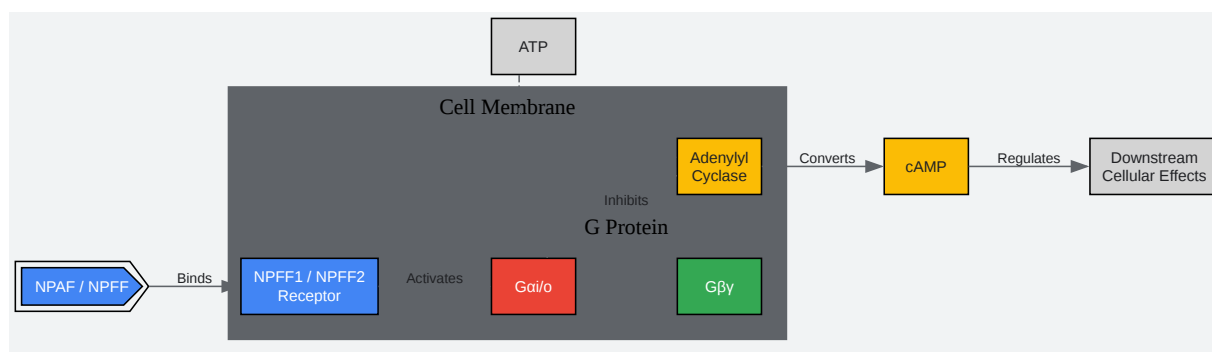 ATP
Cell Membrane
Adenylyl
Cyclase
Converts
cAMP
Regulates
Downstream
Cellular Effects
Inhibits
G Protein
NPAF / NPFF
Binds
NPFF1 / NPFF2
Receptor
Activates
Gαi/o
Gβγ